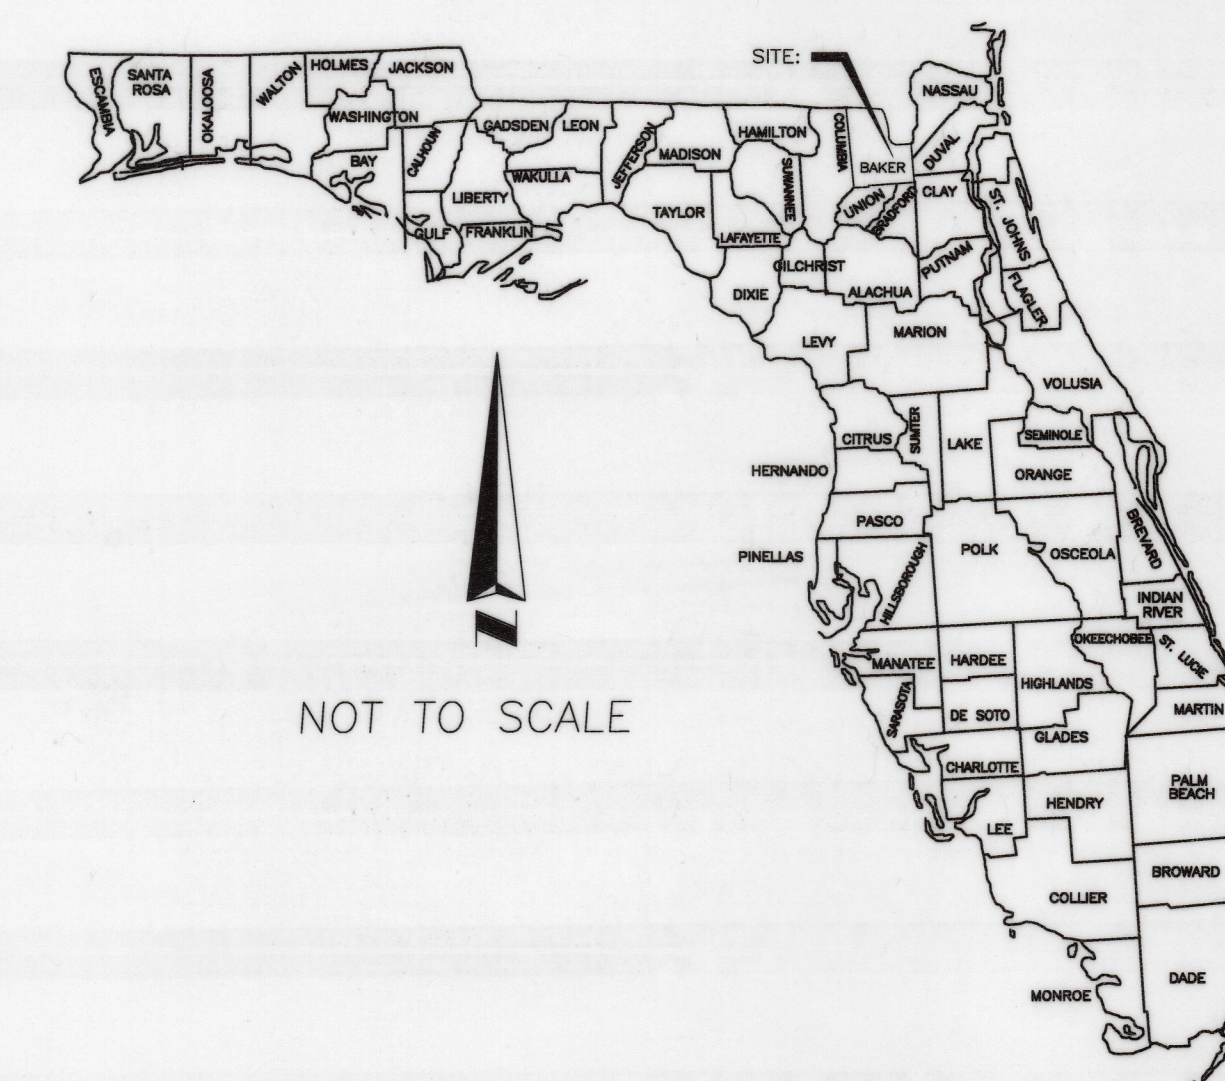 SITE:
HOLMES
JACKSON
ESCAMBIA
SANTA
ROSA
OKALOOSA
WALTON
WASHINGTON
NASSAU
BAY
CALHOUN
GADSDEN
LEON
JEFFERSON
MADISON
HAMILTON
COLUMBIA
BAKER
DUVAL
SUWANNEE
LIBERTY
WAKULLA
TAYLOR
UNION
BRADFORD
CLAY
ST. JOHNS
GULF
FRANKLIN
LAFAYETTE
GILCHRIST
PUTNAM
DIXIE
ALACHUA
FLAGLER
LEVY
MARION
VOLUSIA
CITRUS
SUMTER
LAKE
SEMINOLE
HERNANDO
ORANGE
PASCO
BREVARD
PINELLAS
HILLSBOROUGH
POLK
OSCEOLA
INDIAN
RIVER
N
OKEECHOBEE
ST. LUCIE
MANATEE
HARDEE
HIGHLANDS
SARASOTA
DE SOTO
MARTIN
NOT TO SCALE
GLADES
CHARLOTTE
PALM
BEACH
HENDRY
LEE
BROWARD
COLLIER
DADE
MONROE